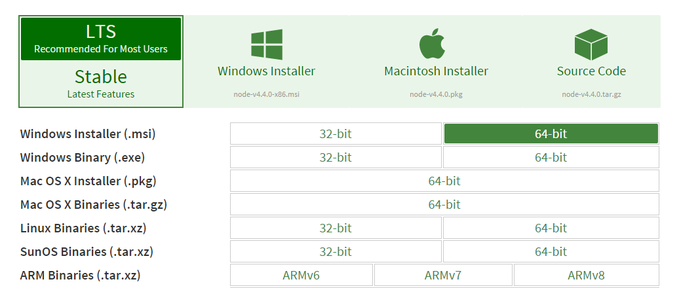 LTS
Recommended For Most Users
Stable
Latest Features
Windows Installer
node-v4.4.0-x86.msi
Macintosh Installer
node-v4.4.0.pkg
Source Code
node-v4.4.0.tar.gz
Windows Installer (.msi) 32-bit 64-bit
Windows Binary (.exe) 32-bit 64-bit
Mac OS X Installer (.pkg) 64-bit
Mac OS X Binaries (.tar.gz) 64-bit
Linux Binaries (.tar.xz) 32-bit 64-bit
SunOS Binaries (.tar.xz) 32-bit 64-bit
ARM Binaries (.tar.xz) ARMv6 ARMv7 ARMv8